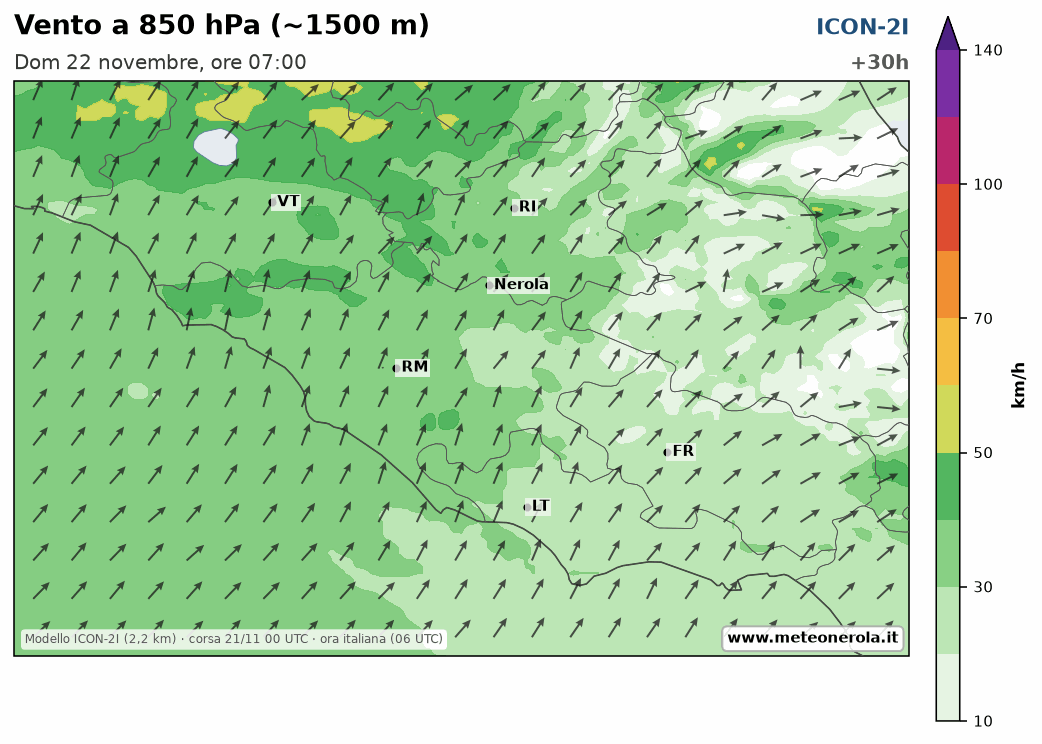 Vento a 850 hPa (~1500 m)
ICON-2I
Dom 22 novembre, ore 07:00
+30h
140
100
70
50
30
10
km/h
VT
RI
Nerola
RM
FR
LT
Modello ICON-2I (2,2 km) · corsa 21/11 00 UTC · ora italiana (06 UTC)
www.meteonerola.it